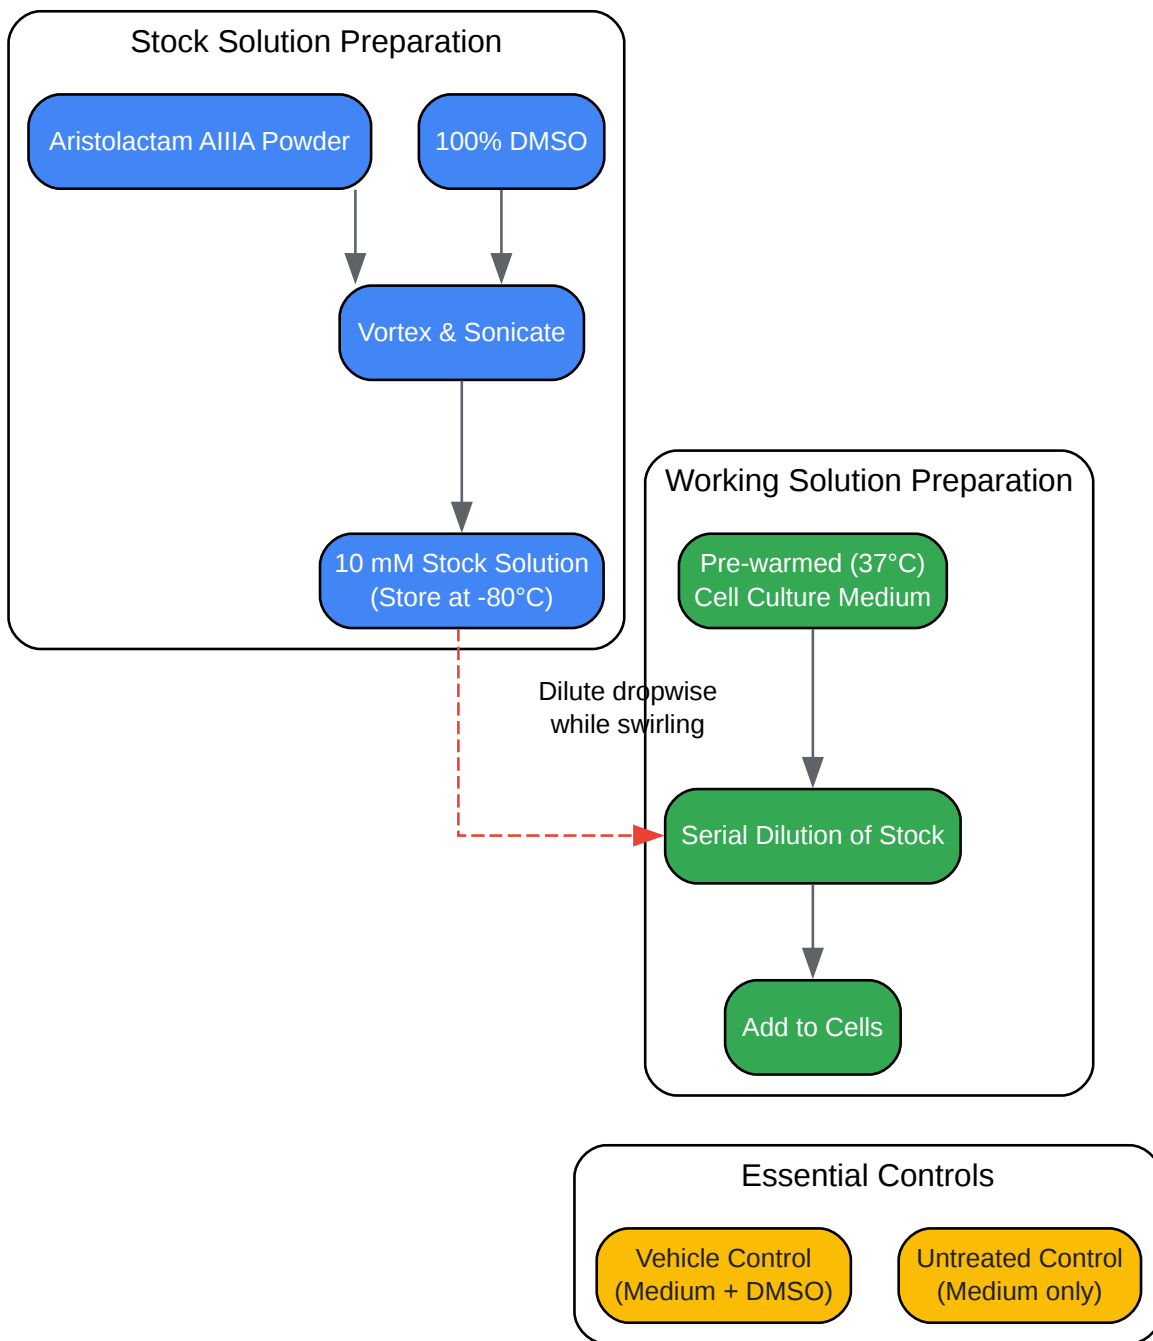 Stock Solution Preparation
Aristolactam AIIIA Powder
100% DMSO
Vortex & Sonicate
10 mM Stock Solution
(Store at -80°C)
Working Solution Preparation
Pre-warmed (37°C)
Cell Culture Medium
Dilute dropwise
while swirling
Serial Dilution of Stock
Add to Cells
Essential Controls
Vehicle Control
(Medium + DMSO)
Untreated Control
(Medium only)